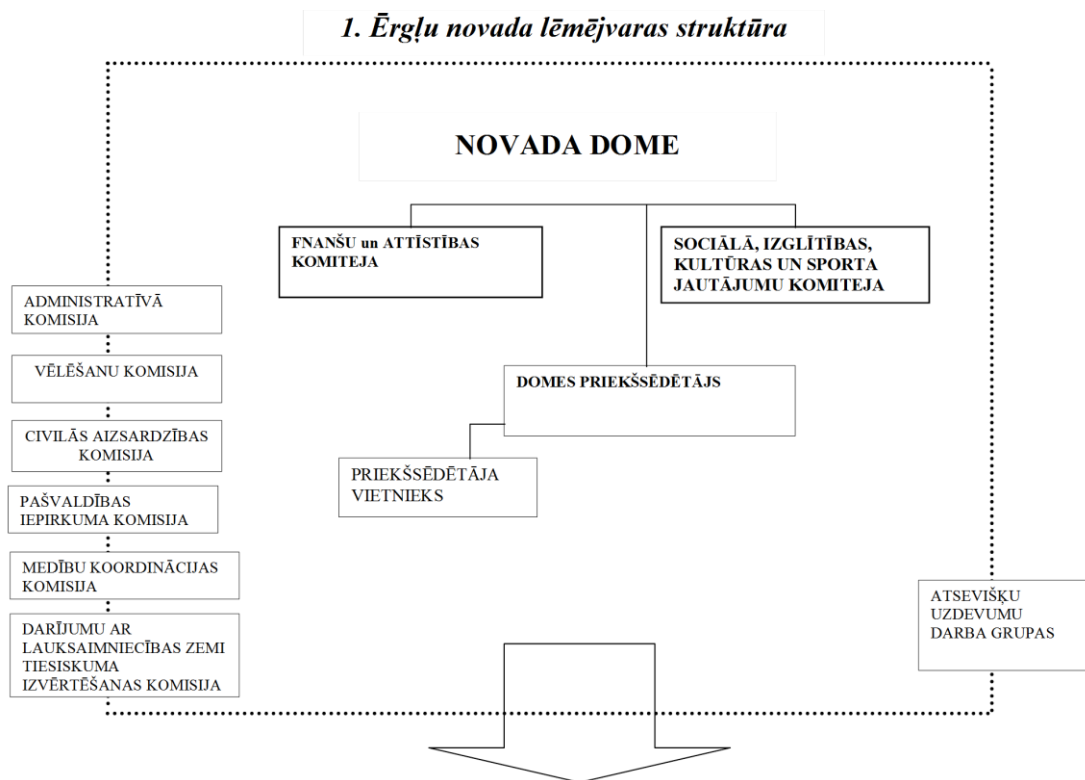 1. Ērgļu novada lēmējvaras struktūra
NOVADA DOME
FNANŠU un ATTĪSTĪBAS
KOMITEJA
SOCIĀLĀ, IZGLĪTĪBAS,
KULTŪRAS UN SPORTA
JAUTĀJUMU KOMITEJA
ADMINISTRATĪVĀ
KOMISIJA
VĒLĒŠANU KOMISIJA
DOMES PRIEKŠSĒDĒTĀJS
CIVILĀS AIZSARDZĪBAS
KOMISIJA
PRIEKŠSĒDĒTĀJA
VIETNIEKS
PAŠVALDĪBAS
IEPIRKUMA KOMISIJA
MEDĪBU KOORDINĀCIJAS
KOMISIJA
DARĪJUMU AR
LAUKSAIMNIECĪBAS ZEMI
TIESISKUMA
IZVĒRTĒŠANAS KOMISIJA
ATSEVIŠĶU
UZDEVUMU
DARBA GRUPAS